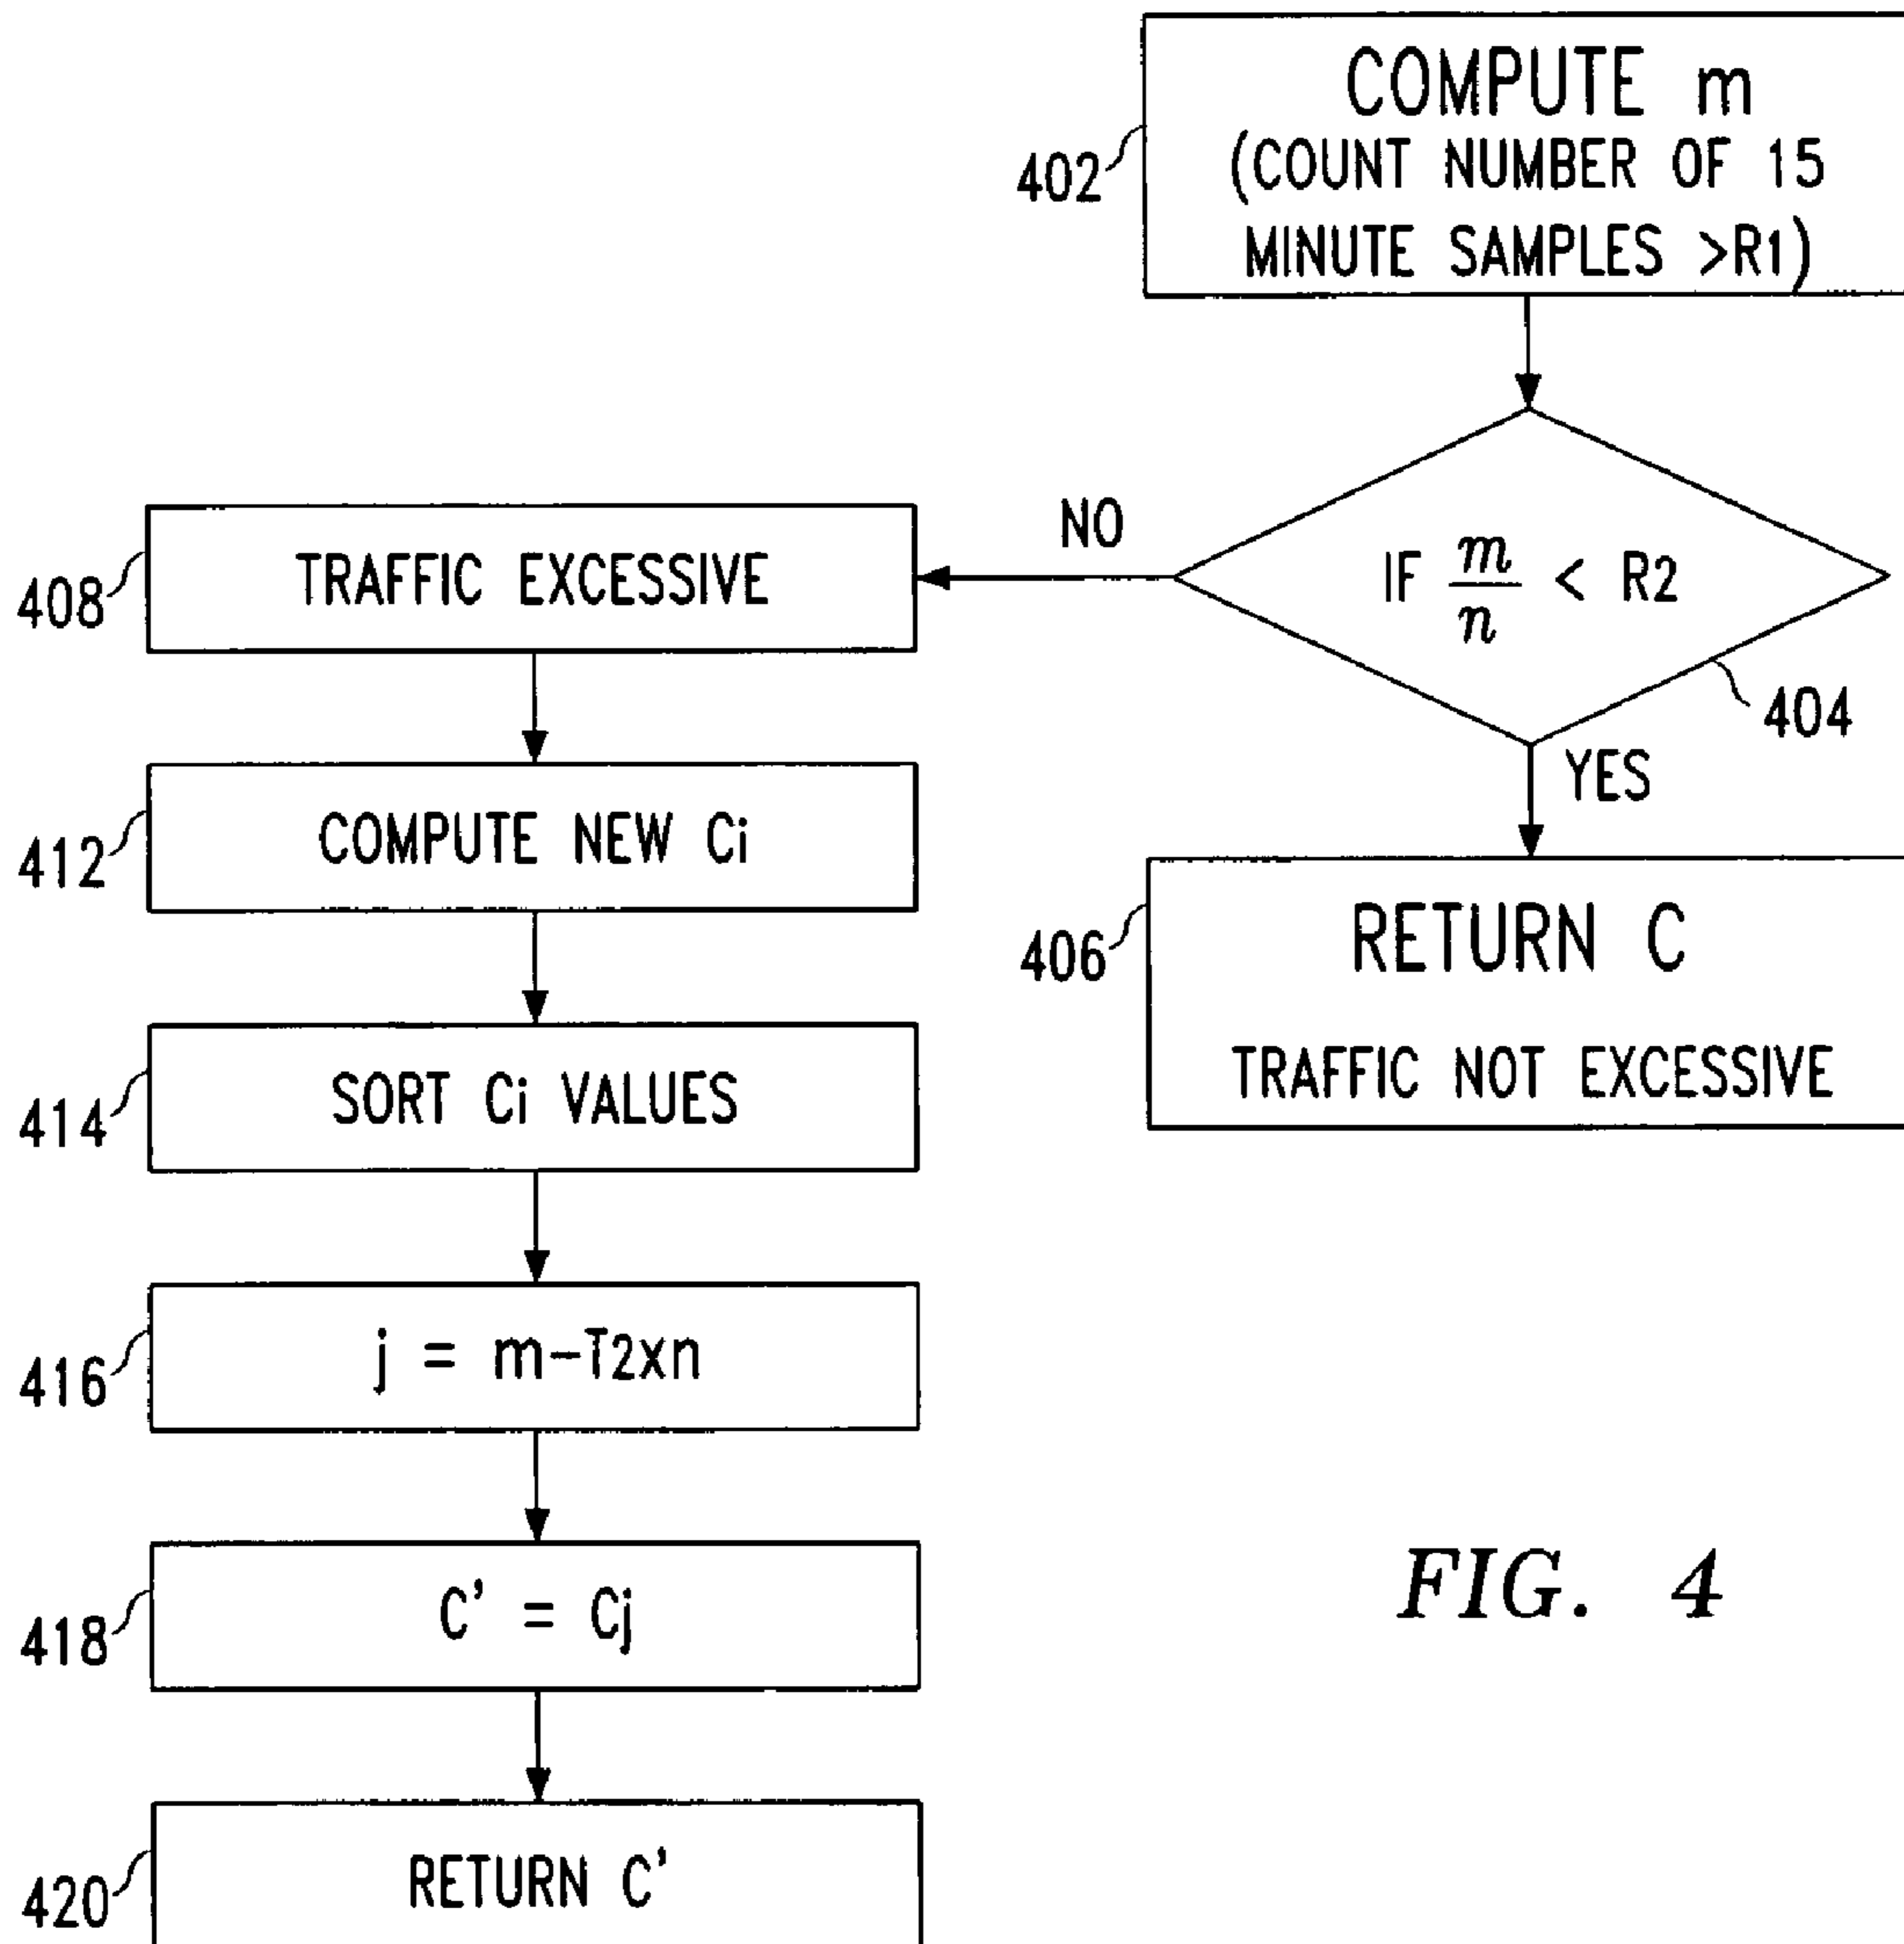 COMPUTE m
(COUNT NUMBER OF 15
MINUTE SAMPLES >R1)
402
IF m/n < R2
404
NO
YES
RETURN C
TRAFFIC NOT EXCESSIVE
406
TRAFFIC EXCESSIVE
408
COMPUTE NEW Ci
412
SORT Ci VALUES
414
j = m-T2xn
416
C' = Cj
418
RETURN C'
420
FIG. 4